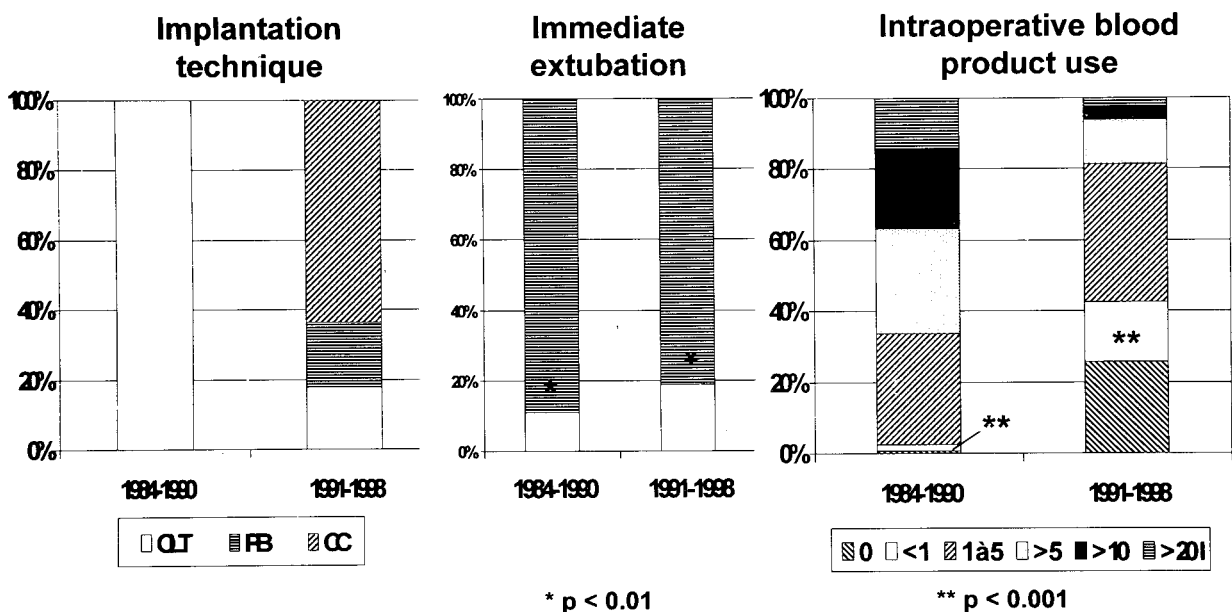 Implantation
technique
100%
80%
60%
40%
20%
0%
1984-1990
1991-1998
OLT PB CC
Immediate
extubation
100%
80%
60%
40%
20%
0%
*
*
1984-1990
1991-1998
* p < 0.01
Intraoperative blood
product use
100%
80%
60%
40%
20%
0%
**
**
1984-1990
1991-1998
0 <1 1à5 >5 >10 >20l
** p < 0.001